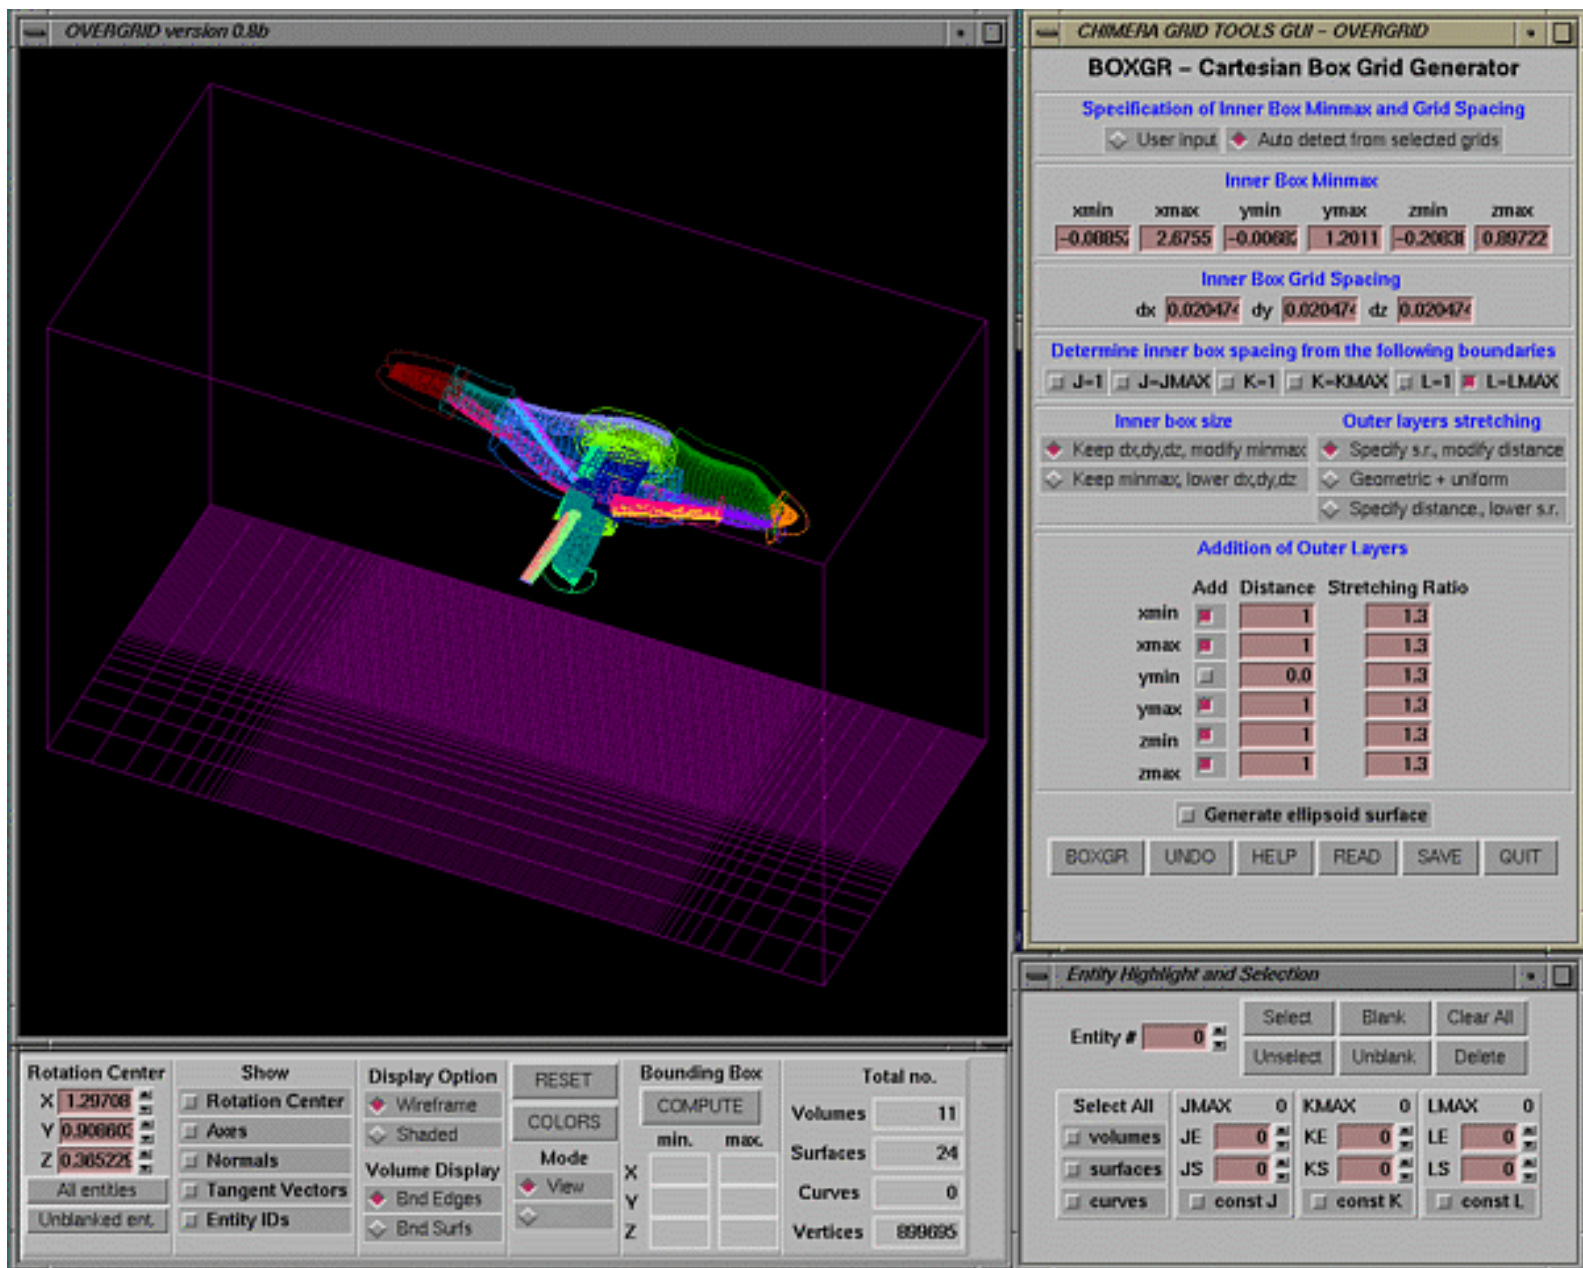 OVERGRID version 0.8b
CHIMERA GRID TOOLS GUI – OVERGRID
BOXGR – Cartesian Box Grid Generator
Specification of Inner Box Minmax and Grid Spacing
User input Auto detect from selected grids
Inner Box Minmax
xmin xmax ymin ymax zmin zmax
2.6755 1.2011 0.89722
Inner Box Grid Spacing
dx 0.02047 dy 0.02047 dz 0.02047
Determine inner box spacing from the following boundaries
J=1 J=JMAX K=1 K=KMAX L=1 L=LMAX
Inner box size Outer layers stretching
Keep dx,dy,dz, modify minmax Specify s.r., modify distance
Keep minmax, lower dx,dy,dz Geometric + uniform
Specify distance., lower s.r.
Addition of Outer Layers
Add Distance Stretching Ratio
xmin 1 1.3
xmax 1 1.3
ymin 0.0 1.3
ymax 1 1.3
zmin 1 1.3
zmax 1 1.3
Generate ellipsoid surface
BOXGR UNDO HELP READ SAVE QUIT
Entity Highlight and Selection
Entity # 0 Select Blank Clear All
Unselect Unblank Delete
Select All JMAX 0 KMAX 0 LMAX 0
volumes JE 0 KE 0 LE 0
surfaces JS 0 KS 0 LS 0
curves const J const K const L
Rotation Center Show Display Option RESET Bounding Box Total no.
X 1.29708 Rotation Center Wireframe COMPUTE Volumes 11
Y 0.90860 Axes Shaded COLORS min. max. Surfaces 24
Z 0.36522 Normals Volume Display Mode X Curves 0
All entities Tangent Vectors Bnd Edges View Y
Unblanked ent. Entity IDs Bnd Surfs Z Vertices 899695